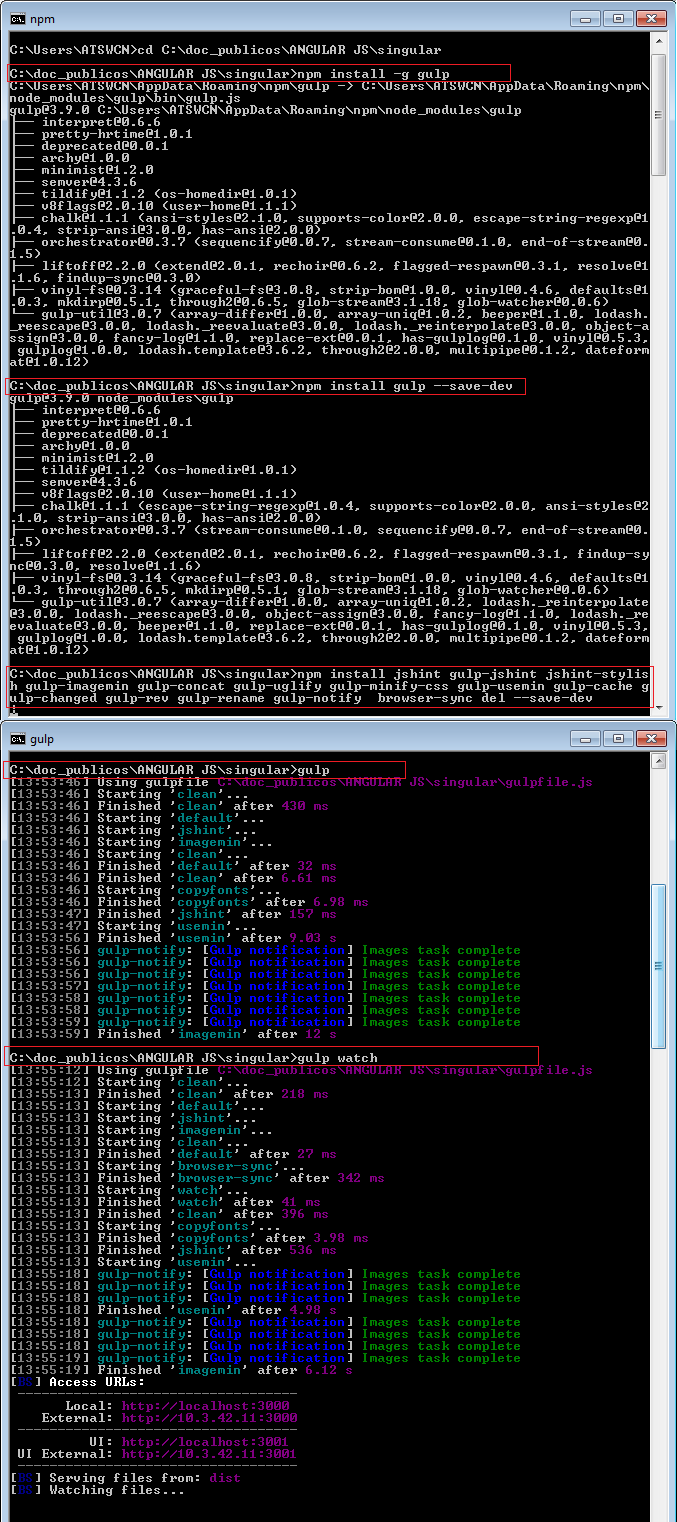 npm
C:\Users\ATSWCN>cd C:\doc_publicos\ANGULAR JS\singular
C:\doc_publicos\ANGULAR JS\singular>npm install -g gulp
C:\Users\ATSWCN\AppData\Roaming\npm\gulp -> C:\Users\ATSWCN\AppData\Roaming\npm\
node_modules\gulp\bin\gulp.js
gulp@3.9.0 C:\Users\ATSWCN\AppData\Roaming\npm\node_modules\gulp
├── interpret@0.6.6
├── pretty-hrtime@1.0.1
├── deprecated@0.0.1
├── archy@1.0.0
├── minimist@1.2.0
├── semver@4.3.6
├── tildify@1.1.2 (os-homedir@1.0.1)
├── v8flags@2.0.10 (user-home@1.1.1)
├── chalk@1.1.1 (ansi-styles@2.1.0, supports-color@2.0.0, escape-string-regexp@1
.0.4, strip-ansi@3.0.0, has-ansi@2.0.0)
├── orchestrator@0.3.7 (sequencify@0.0.7, stream-consume@0.1.0, end-of-stream@0.
1.5)
├── liftoff@2.2.0 (extend@2.0.1, rechoir@0.6.2, flagged-respawn@0.3.1, resolve@1
.1.6, findup-sync@0.3.0)
├── vinyl-fs@0.3.14 (graceful-fs@3.0.8, strip-bom@1.0.0, vinyl@0.4.6, defaults@1
.0.3, mkdirp@0.5.1, through2@0.6.5, glob-stream@3.1.18, glob-watcher@0.0.6)
└── gulp-util@3.0.7 (array-differ@1.0.0, array-uniq@1.0.2, beeper@1.1.0, lodash.
_reescape@3.0.0, lodash._reevaluate@3.0.0, lodash._reinterpolate@3.0.0, object-a
ssign@3.0.0, fancy-log@1.1.0, replace-ext@0.0.1, has-gulplog@0.1.0, vinyl@0.5.3,
 gulplog@1.0.0, lodash.template@3.6.2, through2@2.0.0, multipipe@0.1.2, dateform
at@1.0.12)
C:\doc_publicos\ANGULAR JS\singular>npm install gulp --save-dev
gulp@3.9.0 node_modules\gulp
├── interpret@0.6.6
├── pretty-hrtime@1.0.1
├── deprecated@0.0.1
├── archy@1.0.0
├── minimist@1.2.0
├── tildify@1.1.2 (os-homedir@1.0.1)
├── semver@4.3.6
├── v8flags@2.0.10 (user-home@1.1.1)
├── chalk@1.1.1 (escape-string-regexp@1.0.4, supports-color@2.0.0, ansi-styles@2
.1.0, strip-ansi@3.0.0, has-ansi@2.0.0)
├── orchestrator@0.3.7 (stream-consume@0.1.0, sequencify@0.0.7, end-of-stream@0.
1.5)
├── liftoff@2.2.0 (extend@2.0.1, rechoir@0.6.2, flagged-respawn@0.3.1, findup-sy
nc@0.3.0, resolve@1.1.6)
├── vinyl-fs@0.3.14 (graceful-fs@3.0.8, strip-bom@1.0.0, vinyl@0.4.6, defaults@1
.0.3, through2@0.6.5, mkdirp@0.5.1, glob-stream@3.1.18, glob-watcher@0.0.6)
└── gulp-util@3.0.7 (array-differ@1.0.0, array-uniq@1.0.2, lodash._reinterpolate
@3.0.0, lodash._reescape@3.0.0, object-assign@3.0.0, fancy-log@1.1.0, lodash._re
evaluate@3.0.0, beeper@1.1.0, replace-ext@0.0.1, has-gulplog@0.1.0, vinyl@0.5.3,
 gulplog@1.0.0, lodash.template@3.6.2, through2@2.0.0, multipipe@0.1.2, dateform
at@1.0.12)
C:\doc_publicos\ANGULAR JS\singular>npm install jshint gulp-jshint jshint-stylis
h gulp-imagemin gulp-concat gulp-uglify gulp-minify-css gulp-usemin gulp-cache g
ulp-changed gulp-rev gulp-rename gulp-notify  browser-sync del --save-dev
gulp
C:\doc_publicos\ANGULAR JS\singular>gulp
[13:53:46] Using gulpfile C:\doc_publicos\ANGULAR JS\singular\gulpfile.js
[13:53:46] Starting 'clean'...
[13:53:46] Finished 'clean' after 430 ms
[13:53:46] Starting 'default'...
[13:53:46] Starting 'jshint'...
[13:53:46] Starting 'imagemin'...
[13:53:46] Starting 'clean'...
[13:53:46] Finished 'default' after 32 ms
[13:53:46] Finished 'clean' after 6.61 ms
[13:53:46] Starting 'copyfonts'...
[13:53:46] Finished 'copyfonts' after 6.98 ms
[13:53:47] Finished 'jshint' after 157 ms
[13:53:47] Starting 'usemin'...
[13:53:56] Finished 'usemin' after 9.03 s
[13:53:56] gulp-notify: [Gulp notification] Images task complete
[13:53:56] gulp-notify: [Gulp notification] Images task complete
[13:53:56] gulp-notify: [Gulp notification] Images task complete
[13:53:57] gulp-notify: [Gulp notification] Images task complete
[13:53:58] gulp-notify: [Gulp notification] Images task complete
[13:53:58] gulp-notify: [Gulp notification] Images task complete
[13:53:59] gulp-notify: [Gulp notification] Images task complete
[13:53:59] Finished 'imagemin' after 12 s
C:\doc_publicos\ANGULAR JS\singular>gulp watch
[13:55:12] Using gulpfile C:\doc_publicos\ANGULAR JS\singular\gulpfile.js
[13:55:12] Starting 'clean'...
[13:55:13] Finished 'clean' after 218 ms
[13:55:13] Starting 'default'...
[13:55:13] Starting 'jshint'...
[13:55:13] Starting 'imagemin'...
[13:55:13] Starting 'clean'...
[13:55:13] Finished 'default' after 27 ms
[13:55:13] Starting 'browser-sync'...
[13:55:13] Finished 'browser-sync' after 342 ms
[13:55:13] Starting 'watch'...
[13:55:13] Finished 'watch' after 41 ms
[13:55:13] Finished 'clean' after 396 ms
[13:55:13] Starting 'copyfonts'...
[13:55:13] Finished 'copyfonts' after 3.98 ms
[13:55:13] Finished 'jshint' after 536 ms
[13:55:13] Starting 'usemin'...
[13:55:18] gulp-notify: [Gulp notification] Images task complete
[13:55:18] gulp-notify: [Gulp notification] Images task complete
[13:55:18] gulp-notify: [Gulp notification] Images task complete
[13:55:18] Finished 'usemin' after 4.98 s
[13:55:18] gulp-notify: [Gulp notification] Images task complete
[13:55:18] gulp-notify: [Gulp notification] Images task complete
[13:55:18] gulp-notify: [Gulp notification] Images task complete
[13:55:19] gulp-notify: [Gulp notification] Images task complete
[13:55:19] Finished 'imagemin' after 6.12 s
[BS] Access URLs:
 ------------------------------------
       Local: http://localhost:3000
    External: http://10.3.42.11:3000
 ------------------------------------
          UI: http://localhost:3001
 UI External: http://10.3.42.11:3001
 ------------------------------------
[BS] Serving files from: dist
[BS] Watching files...